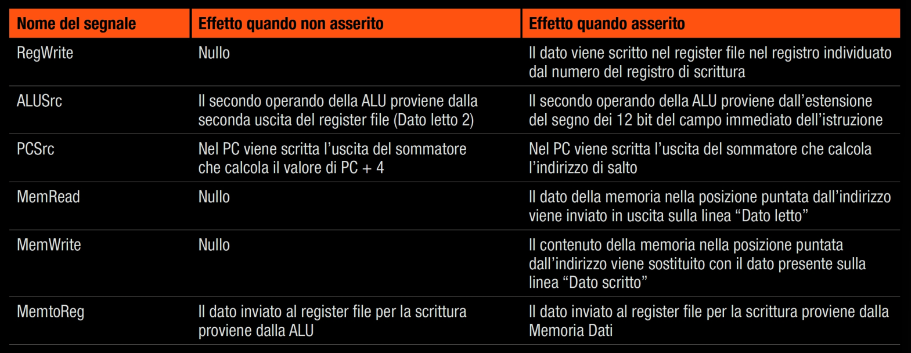 Nome del segnale Effetto quando non asserito Effetto quando asserito
RegWrite Nullo Il dato viene scritto nel register file nel registro individuato
dal numero del registro di scrittura
ALUSrc Il secondo operando della ALU proviene dalla Il secondo operando della ALU proviene dall’estensione
seconda uscita del register file (Dato letto 2) del segno dei 12 bit del campo immediato dell’istruzione
PCSrc Nel PC viene scritta l’uscita del sommatore Nel PC viene scritta l’uscita del sommatore che calcola
che calcola il valore di PC + 4 l’indirizzo di salto
MemRead Nullo Il dato della memoria nella posizione puntata dall’indirizzo
viene inviato in uscita sulla linea “Dato letto”
MemWrite Nullo Il contenuto della memoria nella posizione puntata
dall’indirizzo viene sostituito con il dato presente sulla
linea “Dato scritto”
MemtoReg Il dato inviato al register file per la scrittura Il dato inviato al register file per la scrittura proviene dalla
proviene dalla ALU Memoria Dati